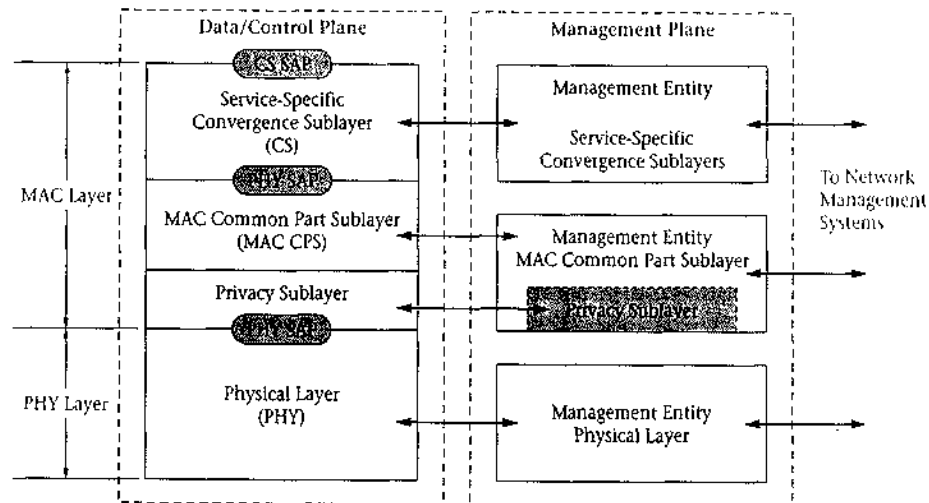 Data/Control Plane
Management Plane
CS SAP
Service-Specific
Convergence Sublayer
(CS)
PHY SAP
MAC Common Part Sublayer
(MAC CPS)
Privacy Sublayer
PHY SAP
Physical Layer
(PHY)
MAC Layer
PHY Layer
Management Entity
Service-Specific
Convergence Sublayers
Management Entity
MAC Common Part Sublayer
Privacy Sublayer
Management Entity
Physical Layer
To Network
Management
Systems